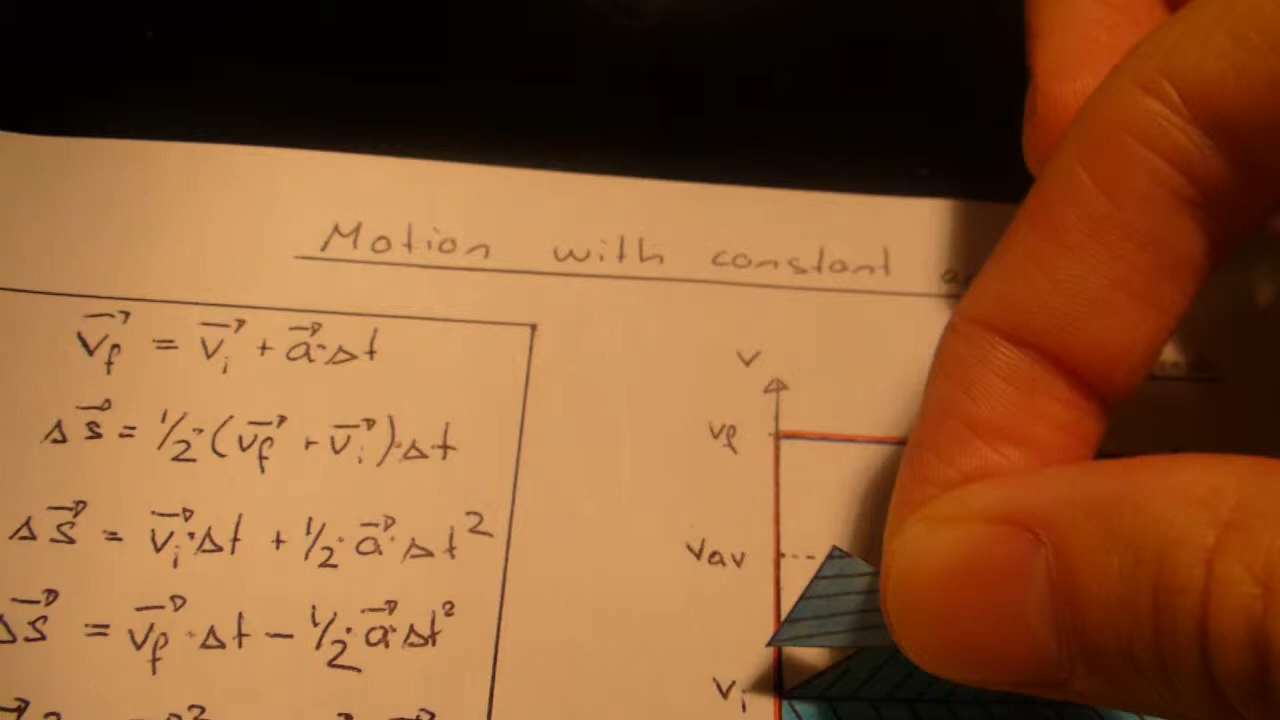 Motion with constant
v⃗f = v⃗i + a⃗·Δt
Δs⃗ = 1/2·(v⃗f + v⃗i)·Δt
Δs⃗ = v⃗i·Δt + 1/2·a⃗·Δt²
Δs⃗ = v⃗f·Δt - 1/2·a⃗·Δt²
v
vf
vav
vi